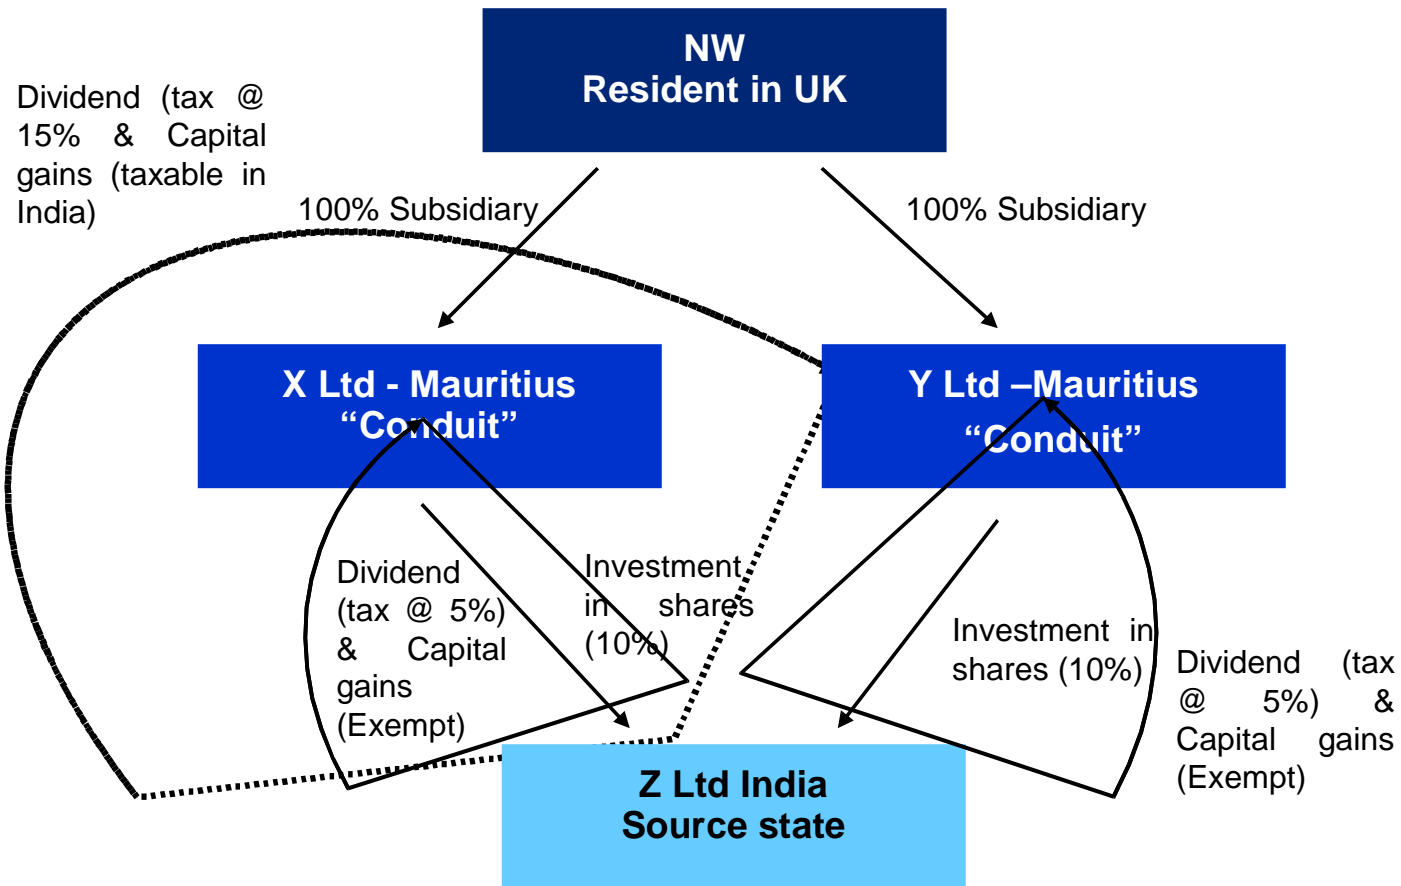 NW
Resident in UK
Dividend (tax @
15% & Capital
gains (taxable in
India)
100% Subsidiary
100% Subsidiary
X Ltd - Mauritius
“Conduit”
Y Ltd –Mauritius
“Conduit”
Dividend
(tax @ 5%)
& Capital
gains
(Exempt)
Investment
in shares
(10%)
Investment in
shares (10%)
Dividend (tax
@ 5%) &
Capital gains
(Exempt)
Z Ltd India
Source state